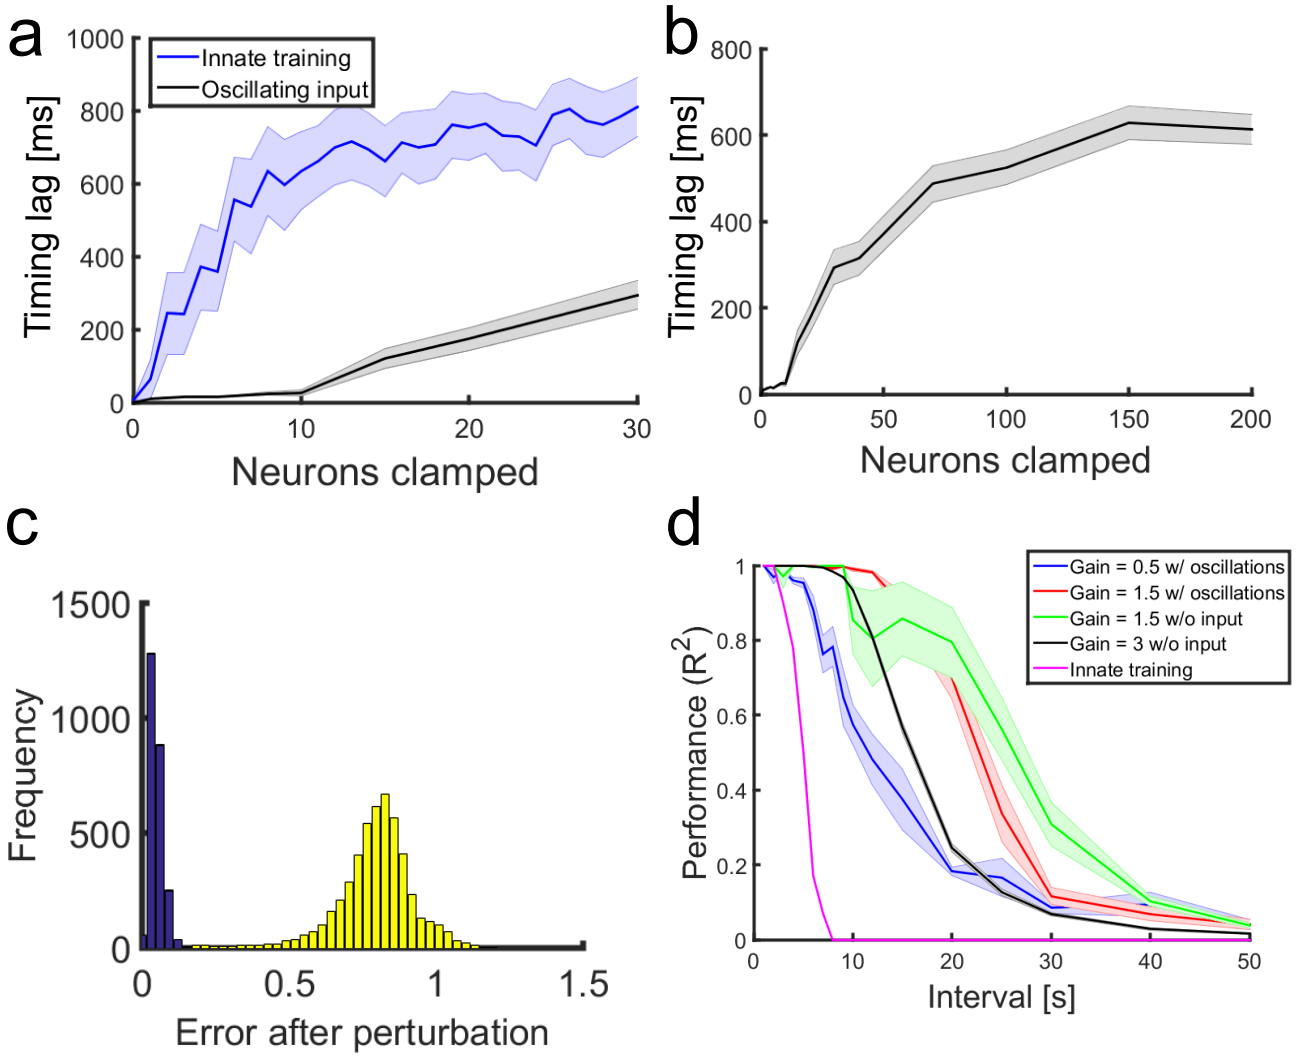 a
1000
800
600
400
200
0
Timing lag [ms]
Innate training
Oscillating input
0 10 20 30
Neurons clamped
b
800
600
400
200
0
Timing lag [ms]
0 50 100 150 200
Neurons clamped
c
1500
1000
500
0
Frequency
0 0.5 1 1.5
Error after perturbation
d
1
0.8
0.6
0.4
0.2
0
Performance (R²)
Gain = 0.5 w/ oscillations
Gain = 1.5 w/ oscillations
Gain = 1.5 w/o input
Gain = 3 w/o input
Innate training
0 10 20 30 40 50
Interval [s]